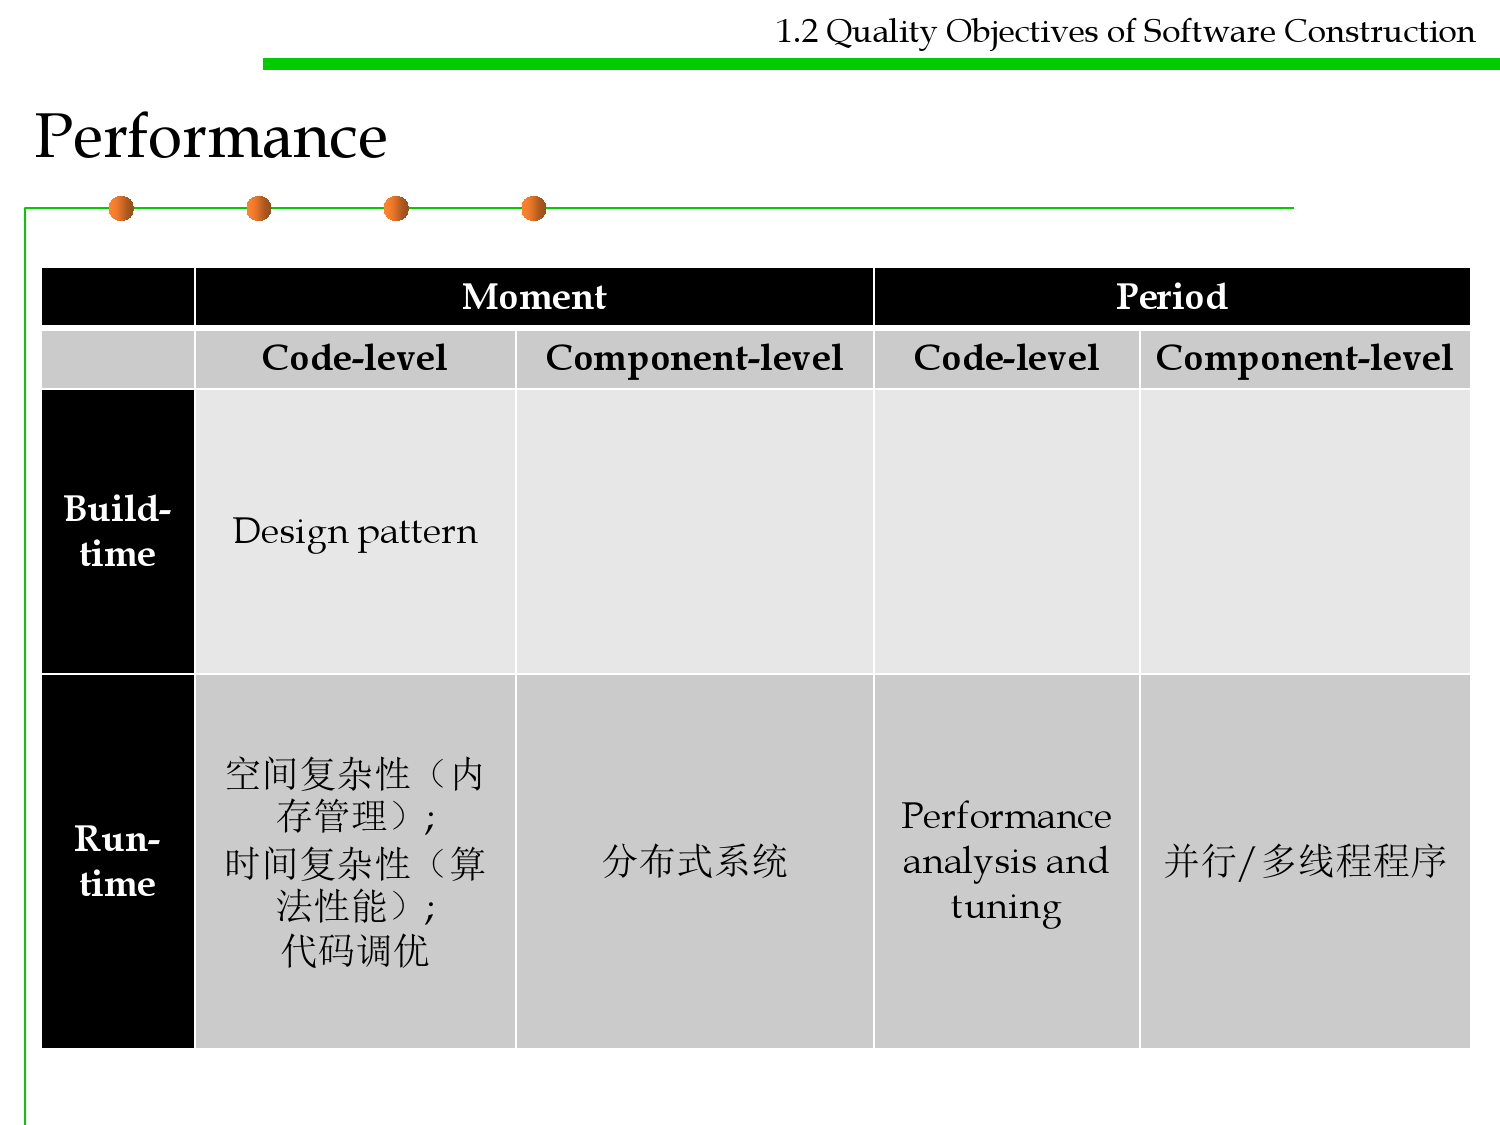 1.2 Quality Objectives of Software Construction
Performance
Moment
Period
Code-level
Component-level
Code-level
Component-level
Build-
time
Design pattern
Run-
time
空间复杂性（内
存管理）;
时间复杂性（算
法性能）;
代码调优
分布式系统
Performance
analysis and
tuning
并行/多线程程序